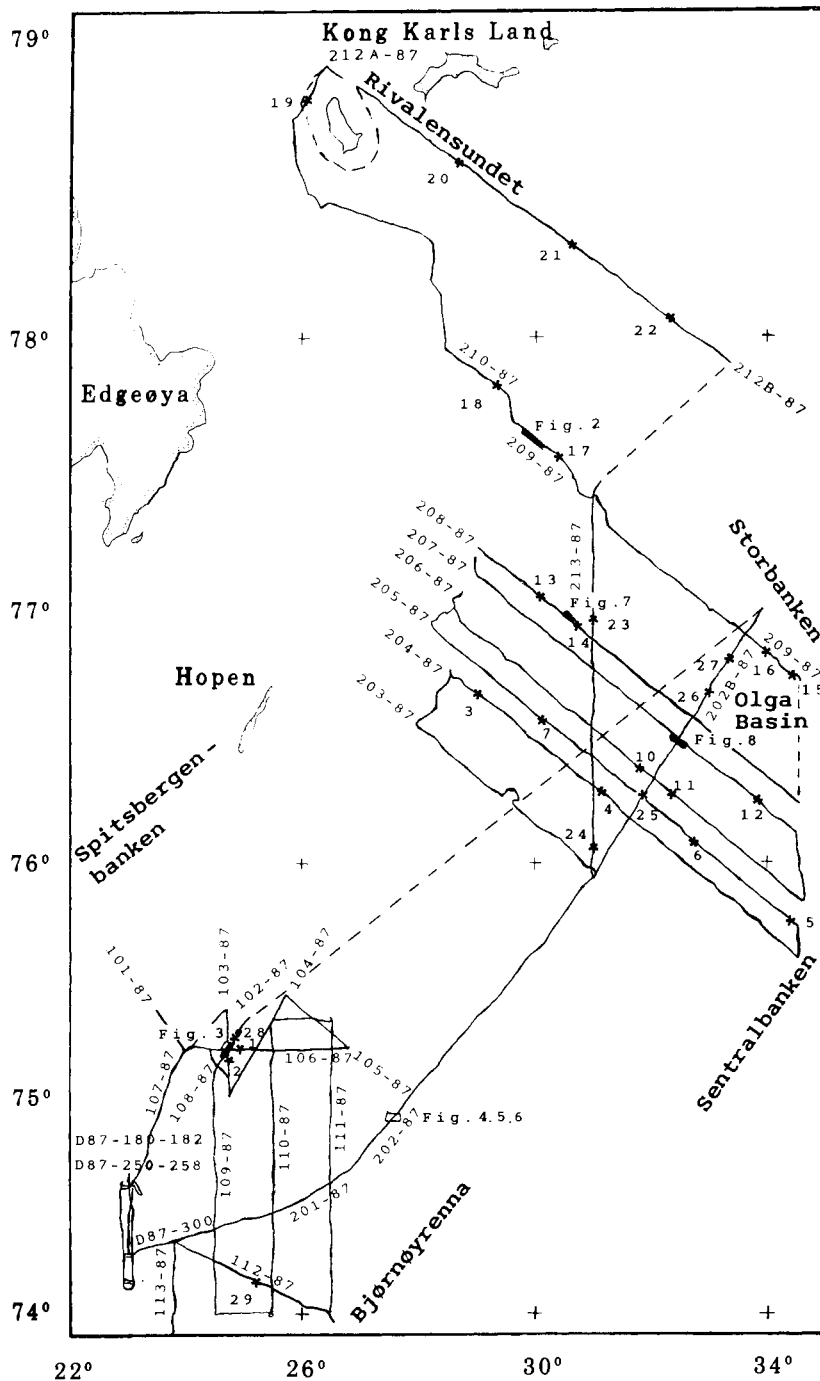 79°
Kong Karls Land
212A-87
19
Rivalensundet
20
21
22
78°
212B-87
210-87
Edgeøya
18
Fig. 2
17
209-87
208-87
207-87
206-87
205-87
204-87
203-87
213-87
Storbanken
77°
13
Fig. 7
14
23
27
16
209-87
15
Hopen
3
7
26
202B-87
Olga
Basin
Fig. 8
10
11
4
25
12
Spitsbergen-
banken
24
6
76°
5
101-87
103-87
102-87
104-87
Sentralbanken
Fig. 3
28
1
2
106-87
105-87
107-87
108-87
75°
Fig. 4,5,6
202-87
D87-180-182
D87-250-258
109-87
110-87
111-87
201-87
D87-300
Bjørnøyrenna
112-87
113-87
29
74°
22°
26°
30°
34°